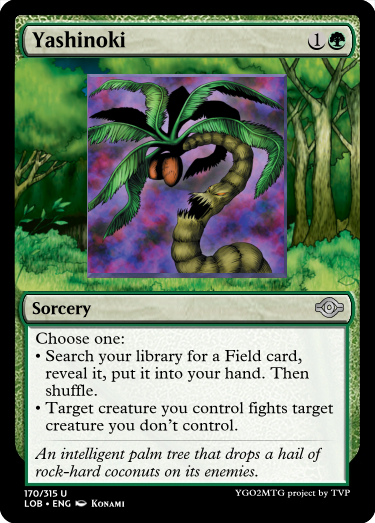 Yashinoki 1
Sorcery
Choose one:
• Search your library for a Field card,
reveal it, put it into your hand. Then
shuffle.
• Target creature you control fights target
creature you don't control.
An intelligent palm tree that drops a hail of
rock-hard coconuts on its enemies.
170/315 U
LOB • ENG Konami YGO2MTG project by TVP